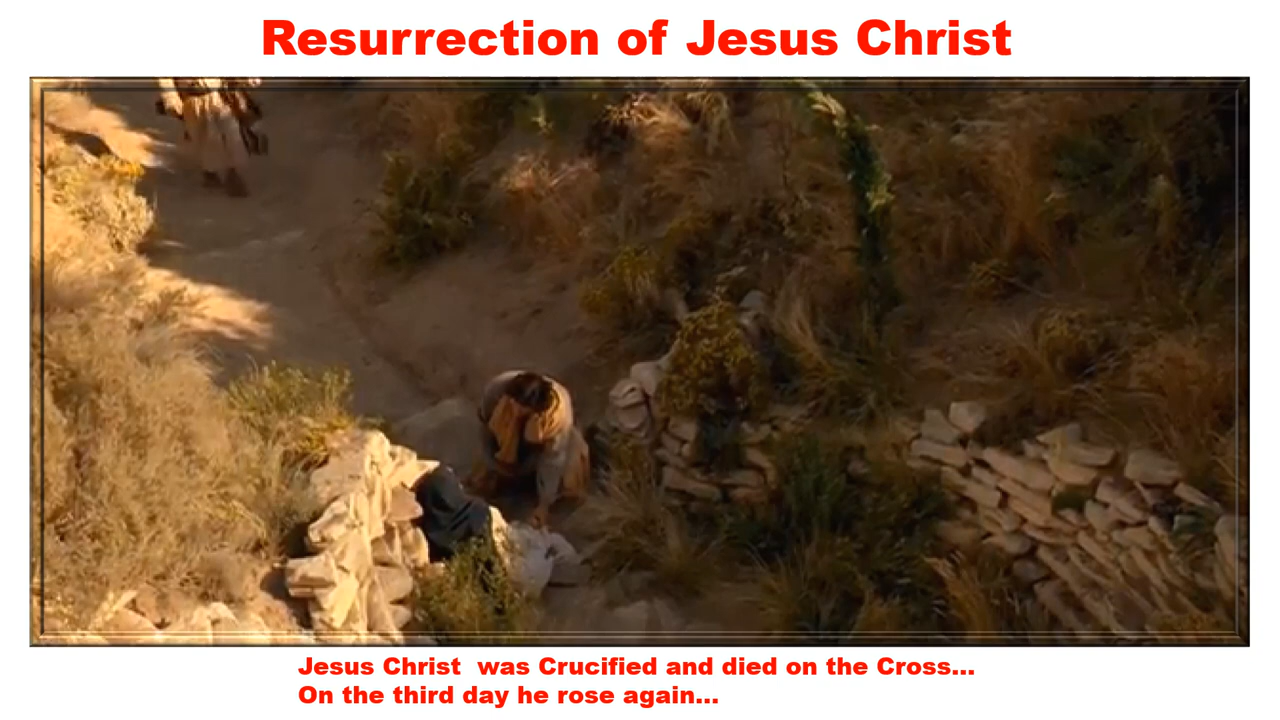 Resurrection of Jesus Christ
Jesus Christ  was Crucified and died on the Cross...
On the third day he rose again...